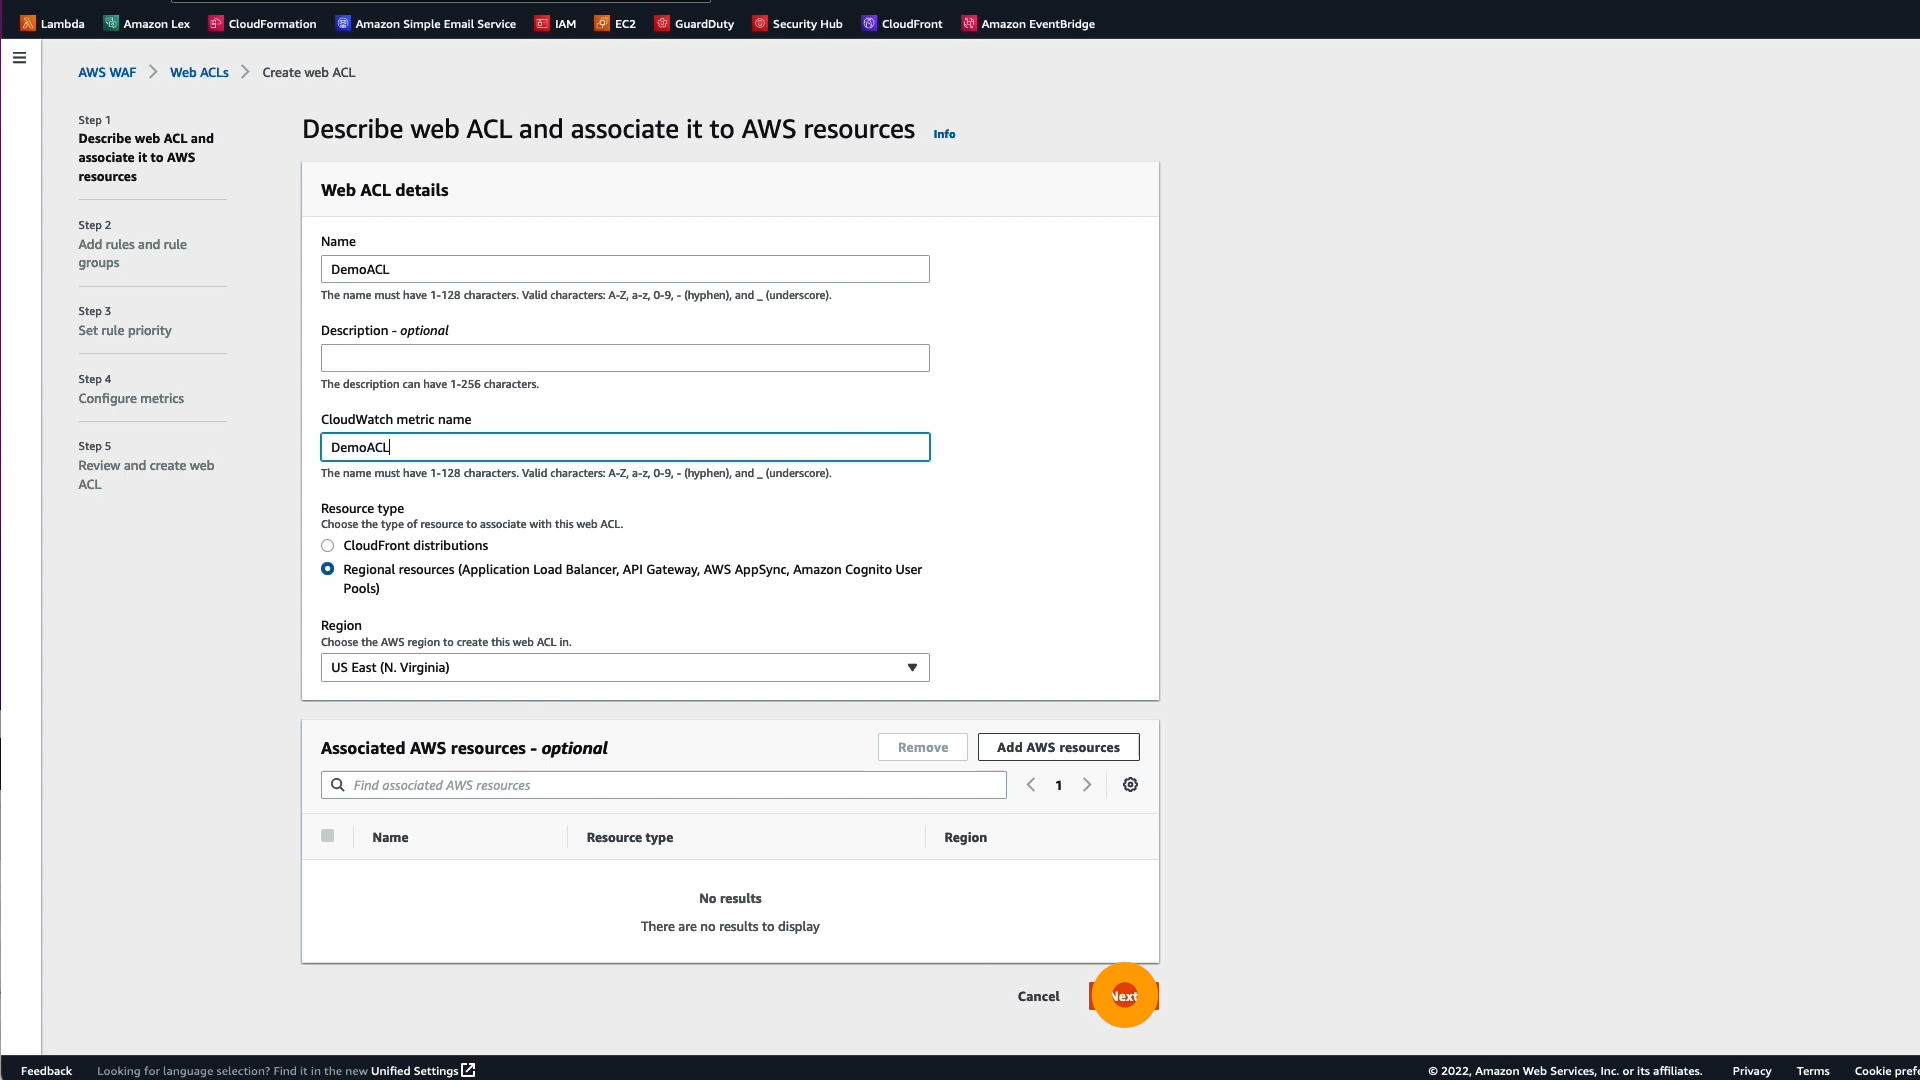 Lambda Amazon Lex CloudFormation Amazon Simple Email Service IAM EC2 GuardDuty Security Hub CloudFront Amazon EventBridge
AWS WAF Web ACLs Create web ACL
Step 1
Describe web ACL and
associate it to AWS
resources
Step 2
Add rules and rule
groups
Step 3
Set rule priority
Step 4
Configure metrics
Step 5
Review and create web
ACL
Describe web ACL and associate it to AWS resources Info
Web ACL details
Name
DemoACL
The name must have 1-128 characters. Valid characters: A-Z, a-z, 0-9, - (hyphen), and _ (underscore).
Description - optional
The description can have 1-256 characters.
CloudWatch metric name
DemoACL
The name must have 1-128 characters. Valid characters: A-Z, a-z, 0-9, - (hyphen), and _ (underscore).
Resource type
Choose the type of resource to associate with this web ACL.
CloudFront distributions
Regional resources (Application Load Balancer, API Gateway, AWS AppSync, Amazon Cognito User
Pools)
Region
Choose the AWS region to create this web ACL in.
US East (N. Virginia)
Associated AWS resources - optional Remove Add AWS resources
Find associated AWS resources 1
Name Resource type Region
No results
There are no results to display
Cancel Next
Feedback Looking for language selection? Find it in the new Unified Settings © 2022, Amazon Web Services, Inc. or its affiliates. Privacy Terms Cookie prefe